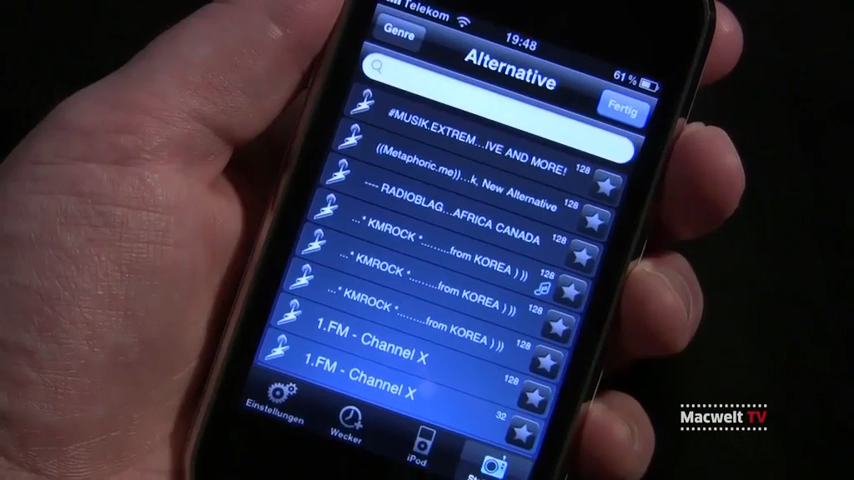 Telekom
19:48
61 %
Genre
Alternative
Fertig
#MUSIK.EXTREM...IVE AND MORE!
128
((Metaphoric.me))...k, New Alternative
128
---- RADIOBLAG...AFRICA CANADA
128
...* KMROCK *.........from KOREA ) ))
128
...* KMROCK *.........from KOREA ) ))
128
...* KMROCK *.........from KOREA ) ))
128
1.FM - Channel X
128
1.FM - Channel X
32
Einstellungen
Wecker
iPod
Macwelt TV